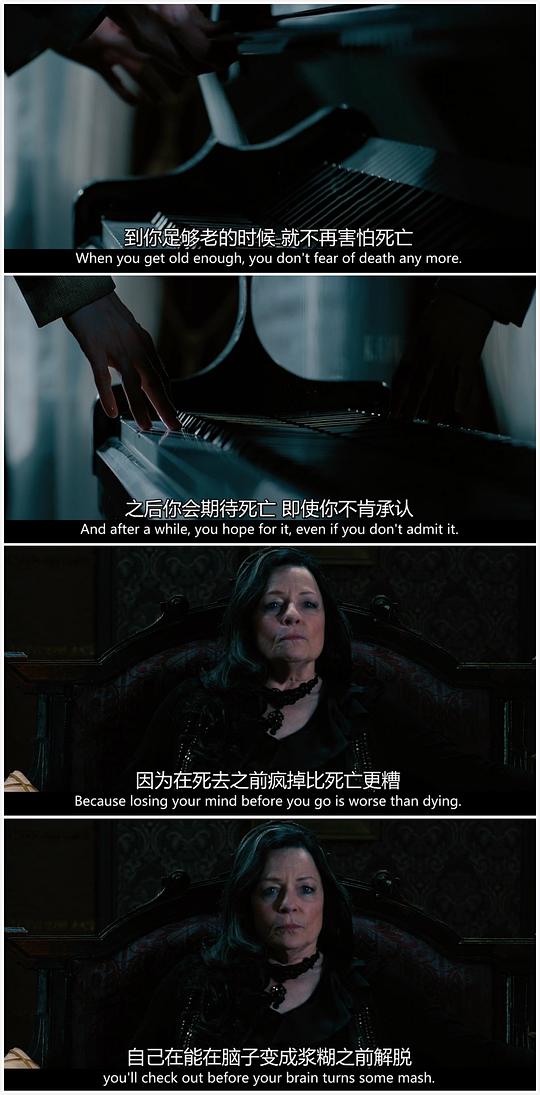 到你足够老的时候 就不再害怕死亡
When you get old enough, you don't fear of death any more.
之后你会期待死亡 即使你不肯承认
And after a while, you hope for it, even if you don't admit it.
因为在死去之前疯掉比死亡更糟
Because losing your mind before you go is worse than dying.
自己在能在脑子变成浆糊之前解脱
you'll check out before your brain turns some mash.